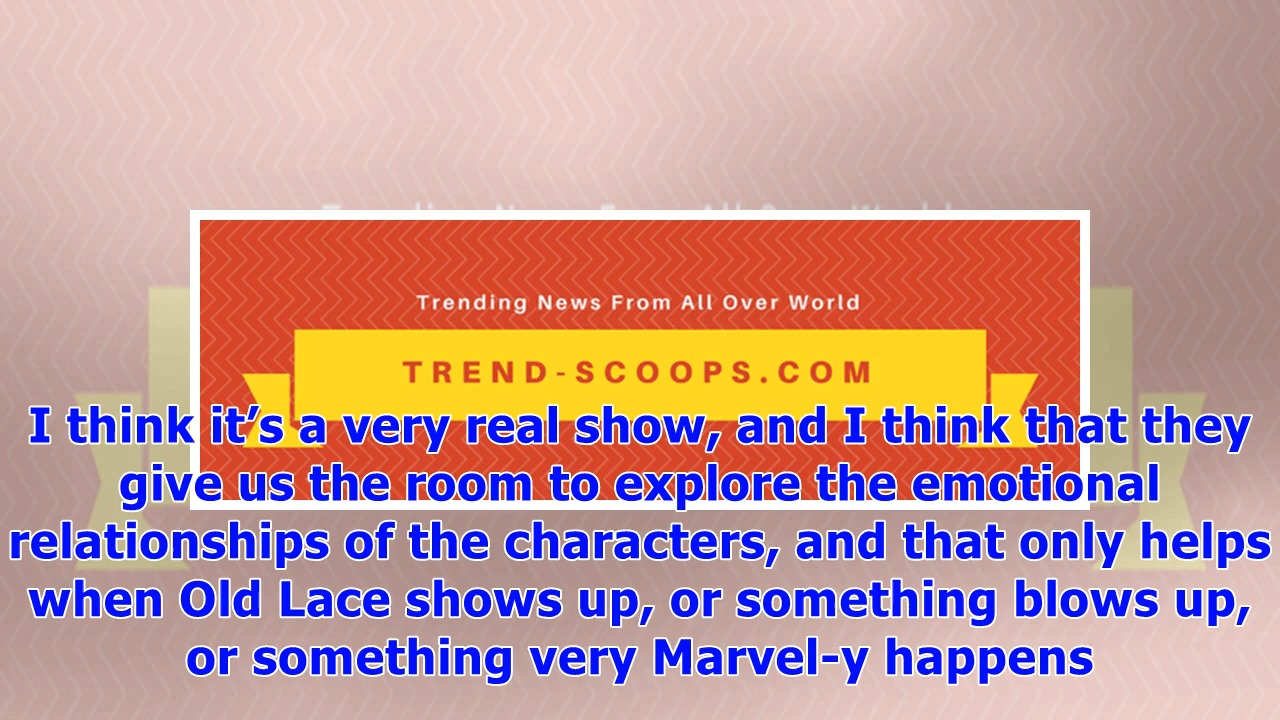 Trending News From All Over World
TREND-SCOOPS.COM
I think it’s a very real show, and I think that they
give us the room to explore the emotional
relationships of the characters, and that only helps
when Old Lace shows up, or something blows up,
or something very Marvel-y happens